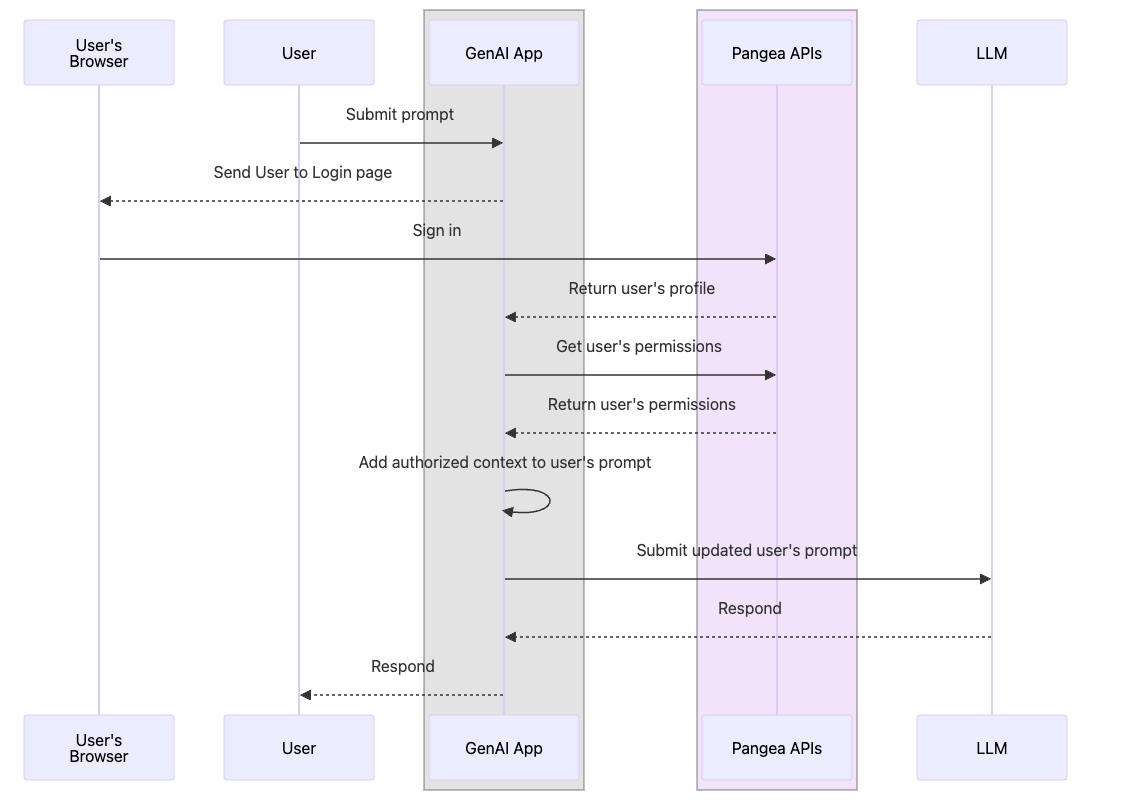 User's
Browser
User
GenAI App
Pangea APIs
LLM
Submit prompt
Send User to Login page
Sign in
Return user's profile
Get user's permissions
Return user's permissions
Add authorized context to user's prompt
Submit updated user's prompt
Respond
Respond
User's
Browser
User
GenAI App
Pangea APIs
LLM